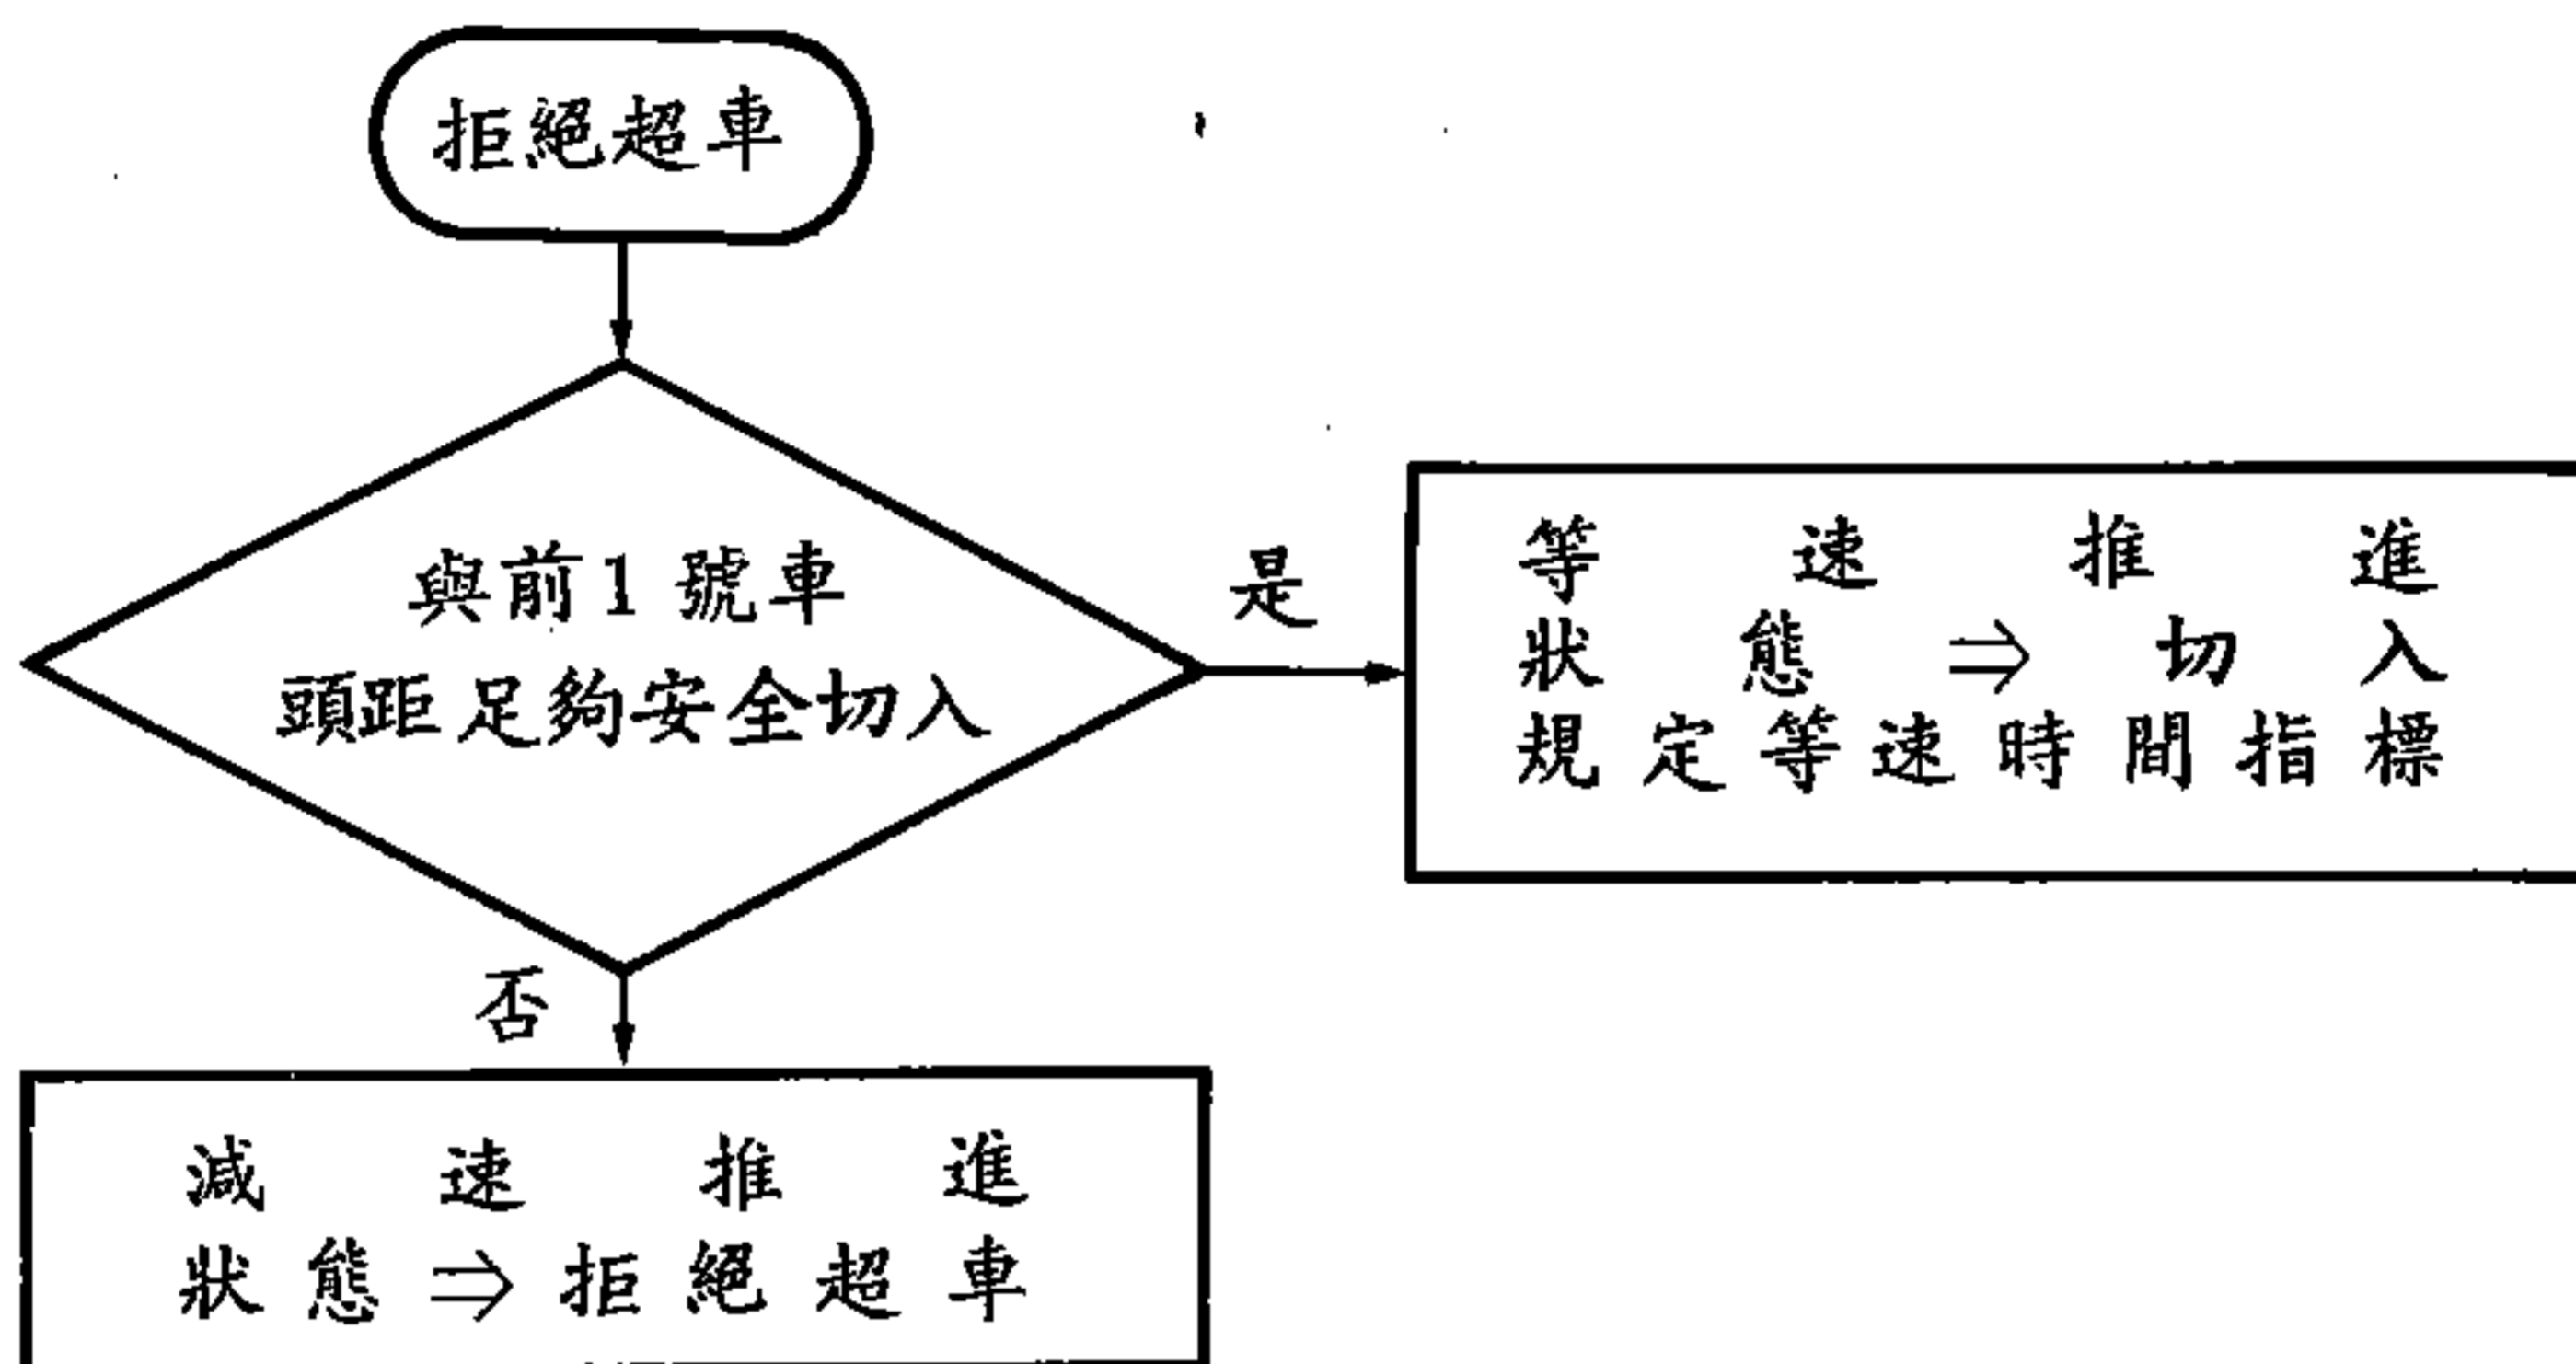 拒絕超車
與前1號車
頭距足夠安全切入
是
等速推進
狀態⇒切入
規定等速時間指標
否
減速推進
狀態⇒拒絕超車